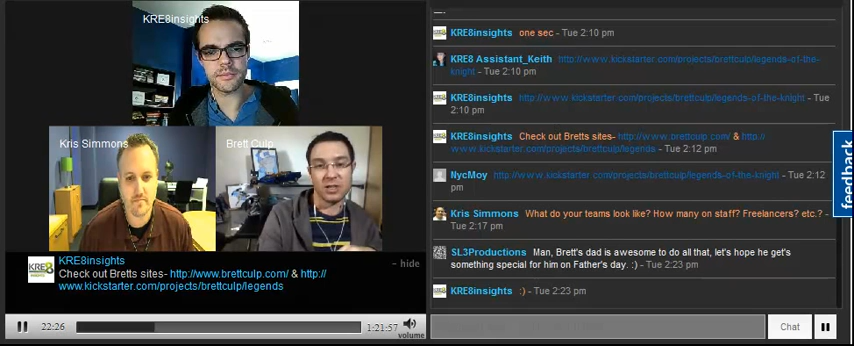 KRE8insights
Kris Simmons
Brett Culp
KRE8insights
Check out Bretts sites- http://www.brettculp.com/ & http://
www.kickstarter.com/projects/brettculp/legends
– hide
22:26
1:21:57
volume
KRE8insights one sec - Tue 2:10 pm
KRE8 Assistant_Keith http://www.kickstarter.com/projects/brettculp/legends-of-the-
knight - Tue 2:10 pm
KRE8insights http://www.kickstarter.com/projects/brettculp/legends-of-the-knight - Tue
2:10 pm
KRE8insights Check out Bretts sites- http://www.brettculp.com/ & http://
www.kickstarter.com/projects/brettculp/legends - Tue 2:12 pm
NycMoy http://www.kickstarter.com/projects/brettculp/legends-of-the-knight - Tue 2:12
pm
Kris Simmons What do your teams look like? How many on staff? Freelancers? etc.? -
Tue 2:17 pm
SL3Productions Man, Brett's dad is awesome to do all that, let's hope he get's
something special for him on Father's day. :) - Tue 2:23 pm
KRE8insights :) - Tue 2:23 pm
Chat
feedback